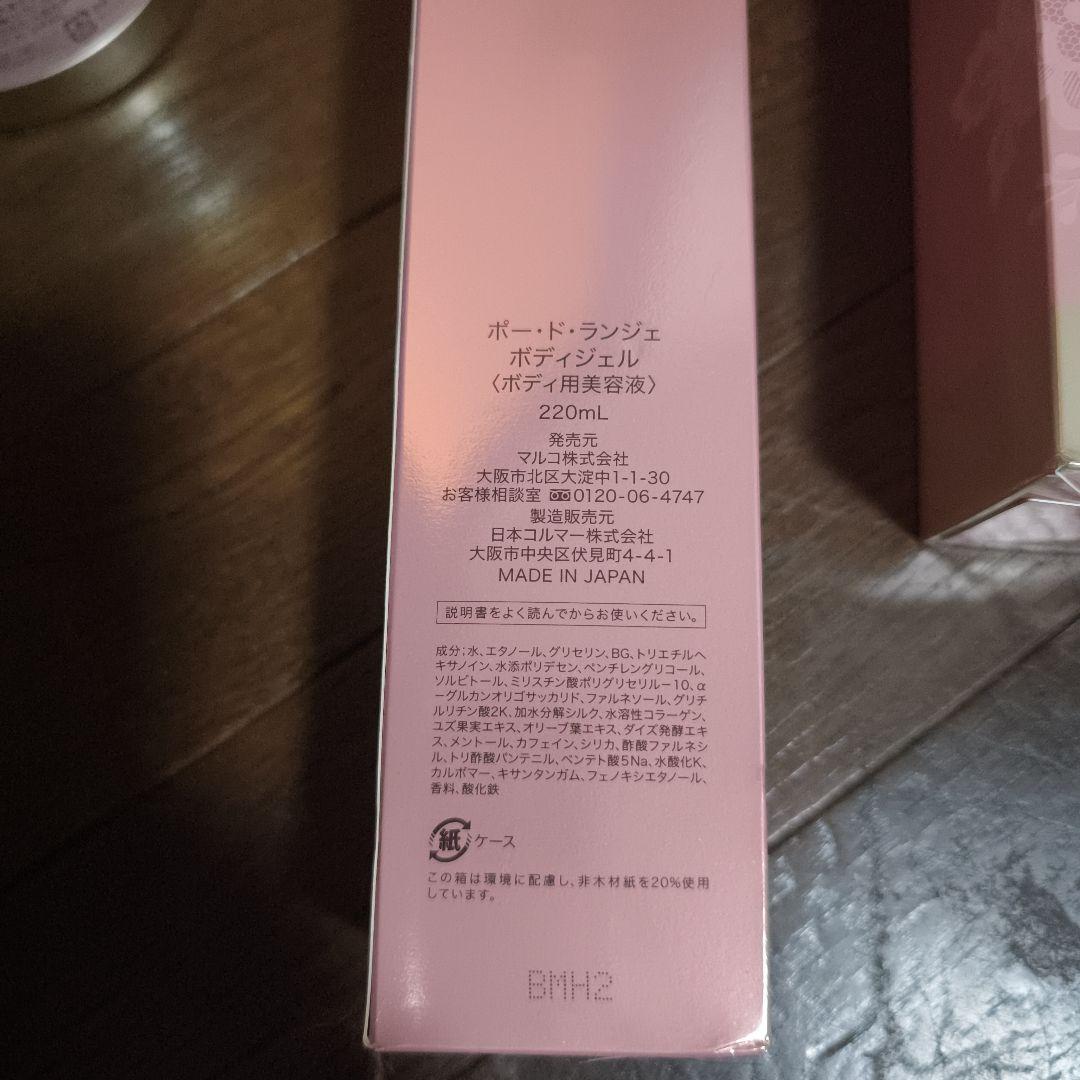 ポー・ド・ランジェ
ボディジェル
〈ボディ用美容液〉
220mL
発売元
マルコ株式会社
大阪市北区大淀中1-1-30
お客様相談室 0120-06-4747
製造販売元
日本コルマー株式会社
大阪市中央区伏見町4-4-1
MADE IN JAPAN
説明書をよく読んでからお使いください。
成分;水、エタノール、グリセリン、BG、トリエチルヘ
キサノイン、水添ポリデセン、ペンチレングリコール、
ソルビトール、ミリスチン酸ポリグリセリル－10、α
－グルカンオリゴサッカリド、ファルネソール、グリチ
ルリチン酸2K、加水分解シルク、水溶性コラーゲン、
ユズ果実エキス、オリーブ葉エキス、ダイズ発酵エキ
ス、メントール、カフェイン、シリカ、酢酸ファルネシ
ル、トリ酢酸パンテニル、ペンテト酸5Na、水酸化K、
カルボマー、キサンタンガム、フェノキシエタノール、
香料、酸化鉄
紙 ケース
この箱は環境に配慮し、非木材紙を20%使用
しています。
BMH2